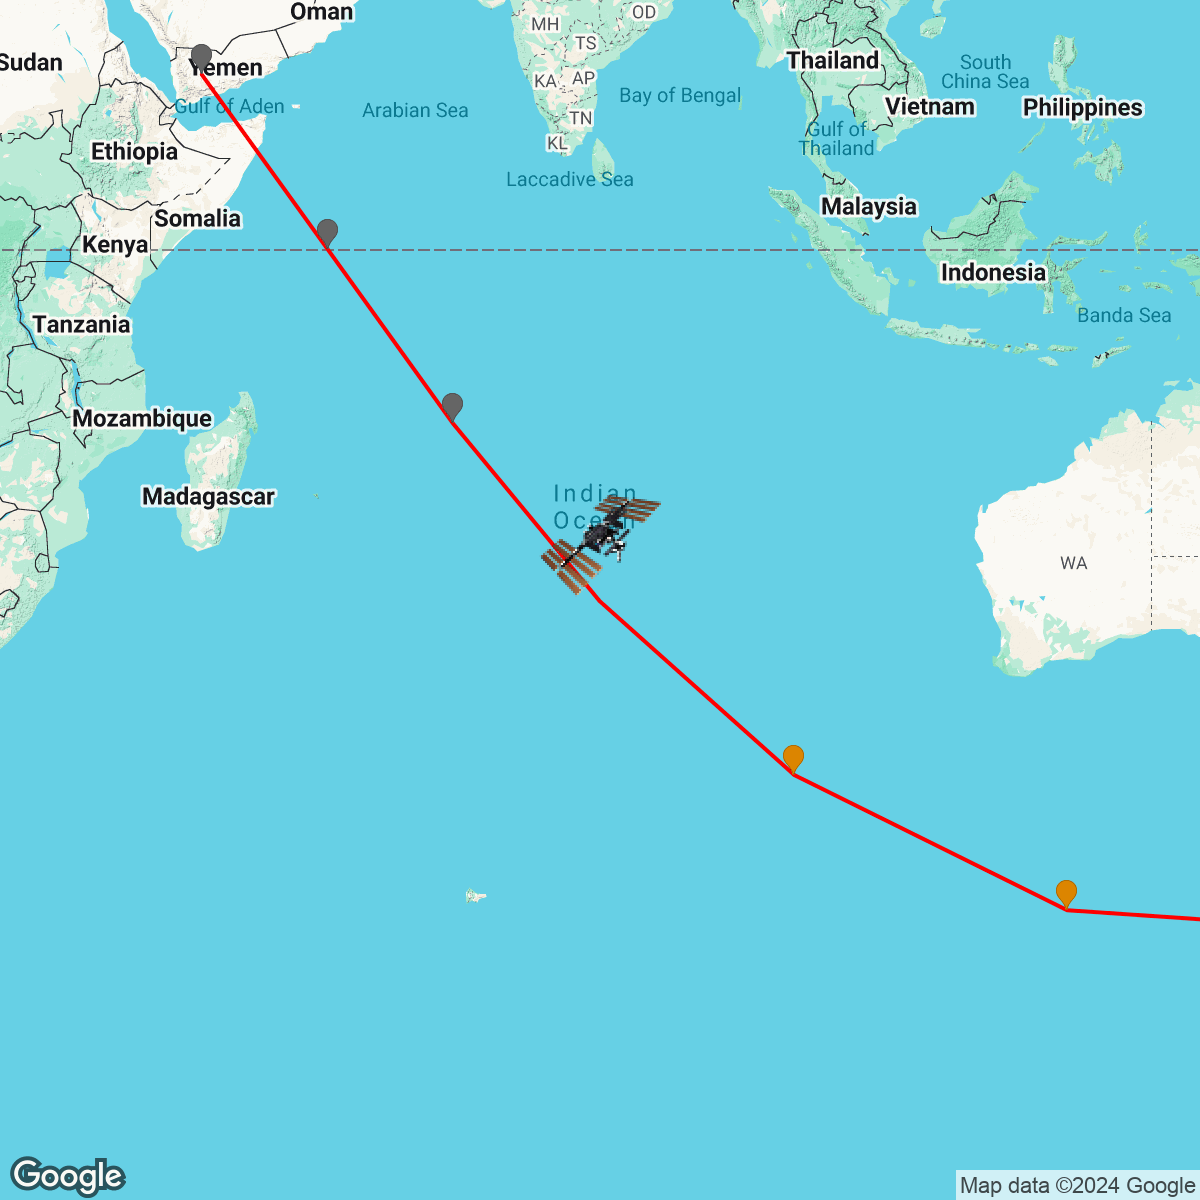 Oman
MH
OD
Sudan
Yemen
TS
Thailand
South
China Sea
KA
AP
Gulf of Aden
Arabian Sea
Bay of Bengal
Vietnam
Philippines
TN
Ethiopia
KL
Gulf of
Thailand
Laccadive Sea
Malaysia
Somalia
Kenya
Indonesia
Tanzania
Banda Sea
Mozambique
Madagascar
Indian
Ocean
WA
Google
Map data ©2024 Google